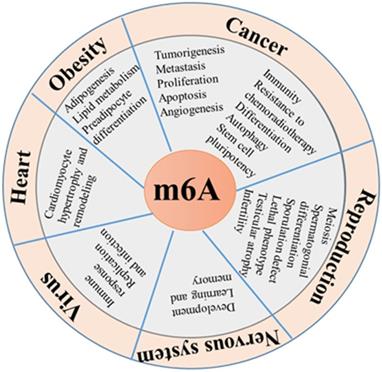 Cancer
Tumorigenesis
Metastasis
Proliferation
Apoptosis
Angiogenesis
Immunity
Resistance to
chemoradiotherapy
Differentiation
Autophagy
Stem cell
pluripotency
Reproduction
Meiosis
Spermatogonial
differentiation
Sporulation defect
Lethal phenotype
Testicular atrophy
Infertility
Nervous system
Development
Learning and
memory
Virus
Immune
response
Replication
and infection
Heart
Cardiomyocyte
hypertrophy and
remodeling
Obesity
Adipogenesis
Lipid metabolism
Preadipocyte
differentiation
m6A